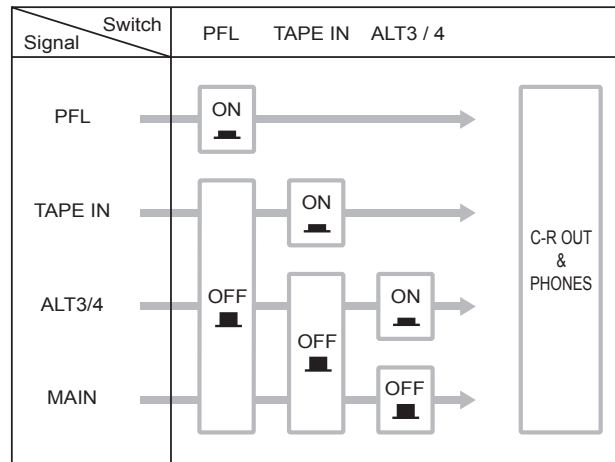 Switch
Signal
PFL TAPE IN ALT3 / 4
PFL ON
TAPE IN ON
ALT3/4 OFF ON
OFF
MAIN OFF
C-R OUT
&
PHONES